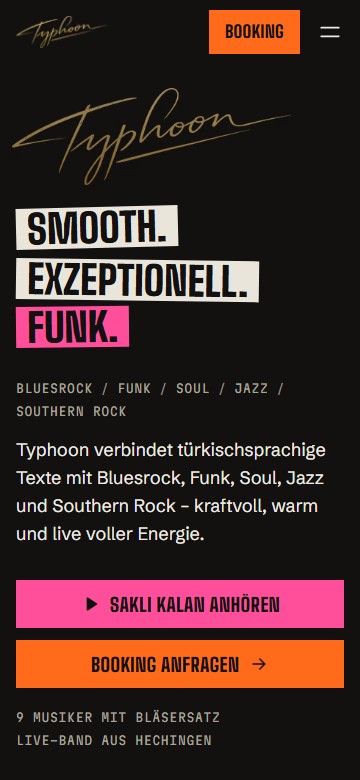 Typhoon
BOOKING
Typhoon
SMOOTH.
EXZEPTIONELL.
FUNK.
BLUESROCK / FUNK / SOUL / JAZZ /
SOUTHERN ROCK
Typhoon verbindet türkischsprachige
Texte mit Bluesrock, Funk, Soul, Jazz
und Southern Rock – kraftvoll, warm
und live voller Energie.
SAKLI KALAN ANHÖREN
BOOKING ANFRAGEN →
9 MUSIKER MIT BLÄSERSATZ
LIVE-BAND AUS HECHINGEN